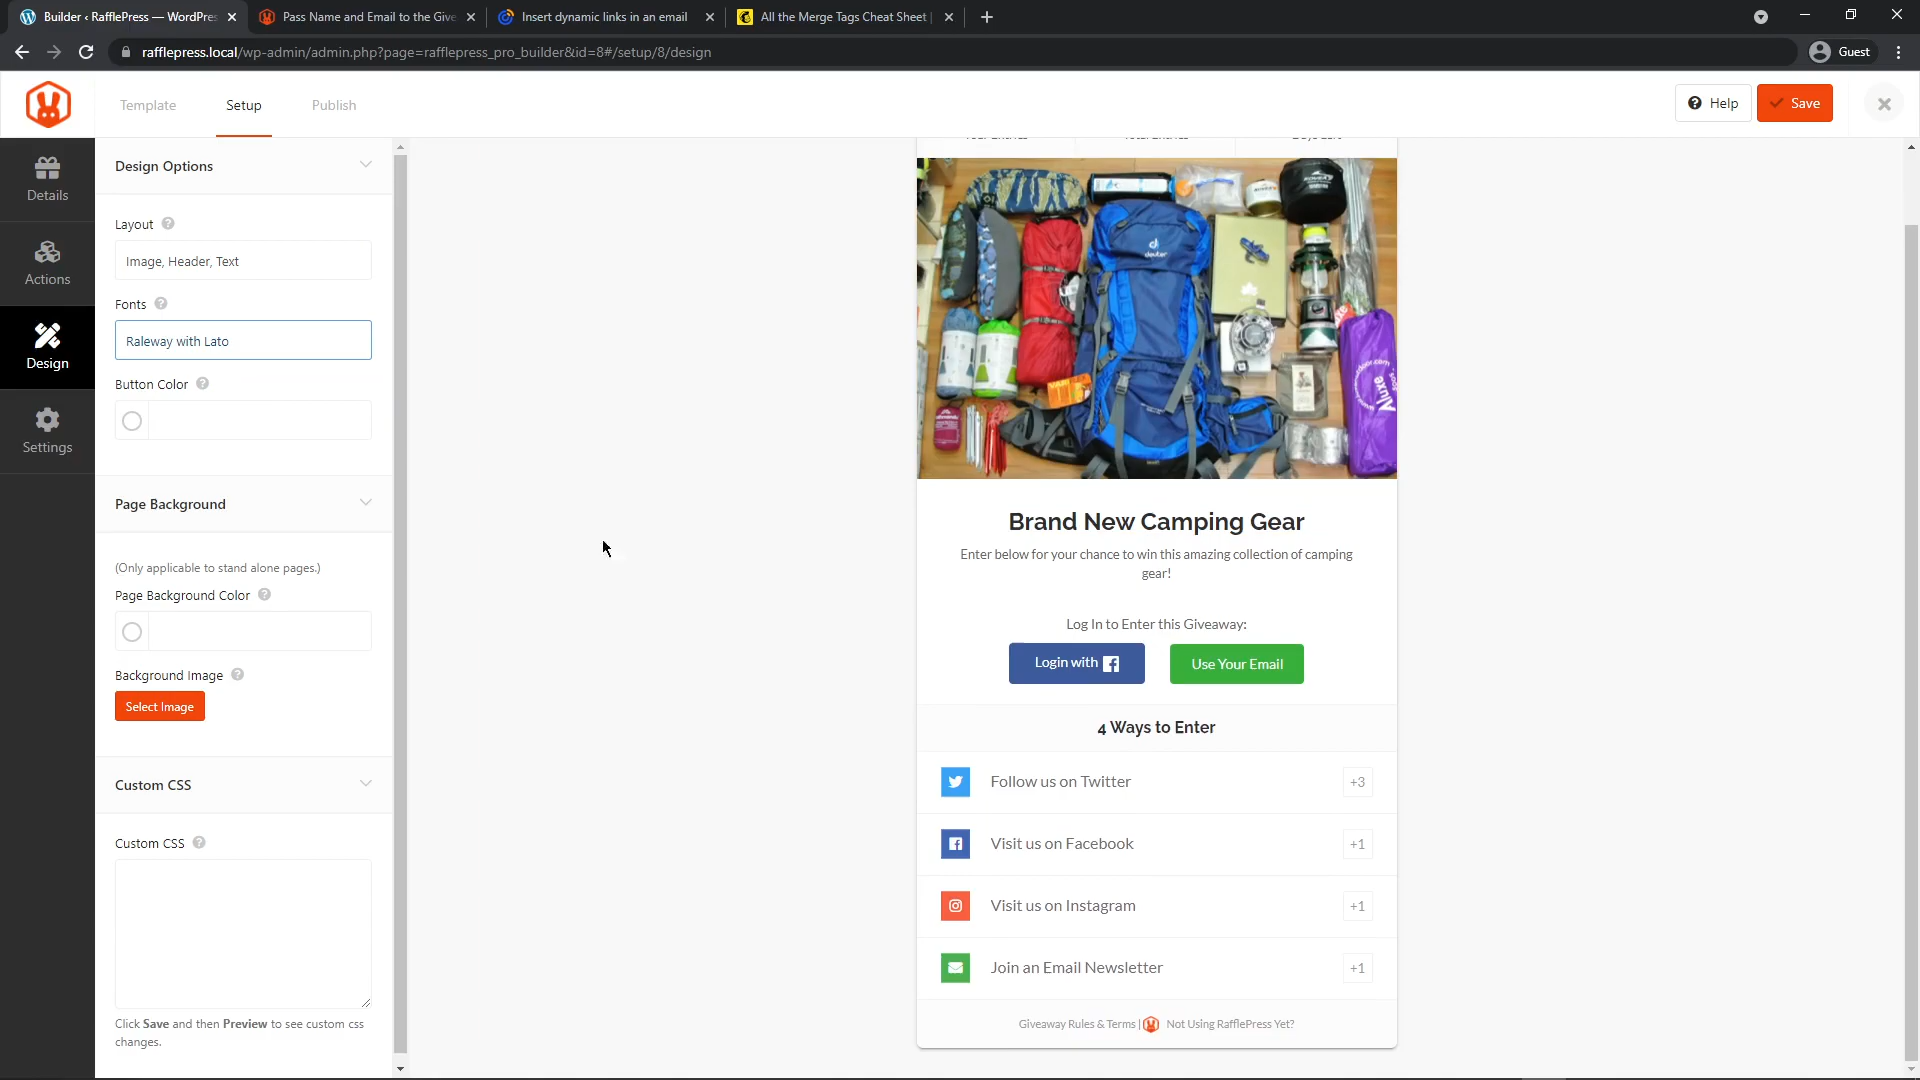 Builder ‹ RafflePress — WordPres
Pass Name and Email to the Give
Insert dynamic links in an email
All the Merge Tags Cheat Sheet
rafflepress.local/wp-admin/admin.php?page=rafflepress_pro_builder&id=8#/setup/8/design
Guest
Template
Setup
Publish
Help
Save
Details
Actions
Design
Settings
Design Options
Layout
Image, Header, Text
Fonts
Raleway with Lato
Button Color
Page Background
(Only applicable to stand alone pages.)
Page Background Color
Background Image
Select Image
Custom CSS
Custom CSS
Click Save and then Preview to see custom css
changes.
deuter
Brand New Camping Gear
Enter below for your chance to win this amazing collection of camping
gear!
Log In to Enter this Giveaway:
Login with
Use Your Email
4 Ways to Enter
Follow us on Twitter
+3
Visit us on Facebook
+1
Visit us on Instagram
+1
Join an Email Newsletter
+1
Giveaway Rules & Terms | Not Using RafflePress Yet?